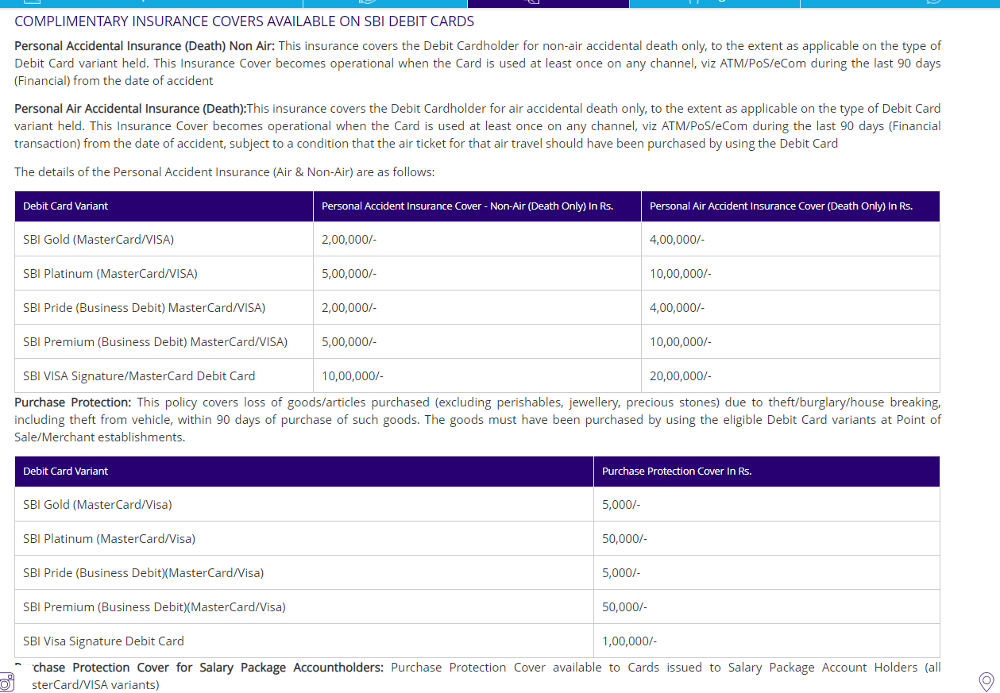 COMPLIMENTARY INSURANCE COVERS AVAILABLE ON SBI DEBIT CARDS
Personal Accidental Insurance (Death) Non Air: This insurance covers the Debit Cardholder for non-air accidental death only, to the extent as applicable on the type of
Debit Card variant held. This Insurance Cover becomes operational when the Card is used at least once on any channel, viz ATM/PoS/eCom during the last 90 days
(Financial) from the date of accident
Personal Air Accidental Insurance (Death):This insurance covers the Debit Cardholder for air accidental death only, to the extent as applicable on the type of Debit Card
variant held. This Insurance Cover becomes operational when the Card is used at least once on any channel, viz ATM/PoS/eCom during the last 90 days (Financial
transaction) from the date of accident, subject to a condition that the air ticket for that air travel should have been purchased by using the Debit Card
The details of the Personal Accident Insurance (Air & Non-Air) are as follows:
Debit Card Variant Personal Accident Insurance Cover - Non-Air (Death Only) In Rs. Personal Air Accident Insurance Cover (Death Only) In Rs.
SBI Gold (MasterCard/VISA) 2,00,000/- 4,00,000/-
SBI Platinum (MasterCard/VISA) 5,00,000/- 10,00,000/-
SBI Pride (Business Debit) MasterCard/VISA) 2,00,000/- 4,00,000/-
SBI Premium (Business Debit) MasterCard/VISA) 5,00,000/- 10,00,000/-
SBI VISA Signature/MasterCard Debit Card 10,00,000/- 20,00,000/-
Purchase Protection: This policy covers loss of goods/articles purchased (excluding perishables, jewellery, precious stones) due to theft/burglary/house breaking,
including theft from vehicle, within 90 days of purchase of such goods. The goods must have been purchased by using the eligible Debit Card variants at Point of
Sale/Merchant establishments.
Debit Card Variant Purchase Protection Cover In Rs.
SBI Gold (MasterCard/Visa) 5,000/-
SBI Platinum (MasterCard/Visa) 50,000/-
SBI Pride (Business Debit)(MasterCard/Visa) 5,000/-
SBI Premium (Business Debit)(MasterCard/Visa) 50,000/-
SBI Visa Signature Debit Card 1,00,000/-
chase Protection Cover for Salary Package Accountholders: Purchase Protection Cover available to Cards issued to Salary Package Account Holders (all
sterCard/VISA variants)